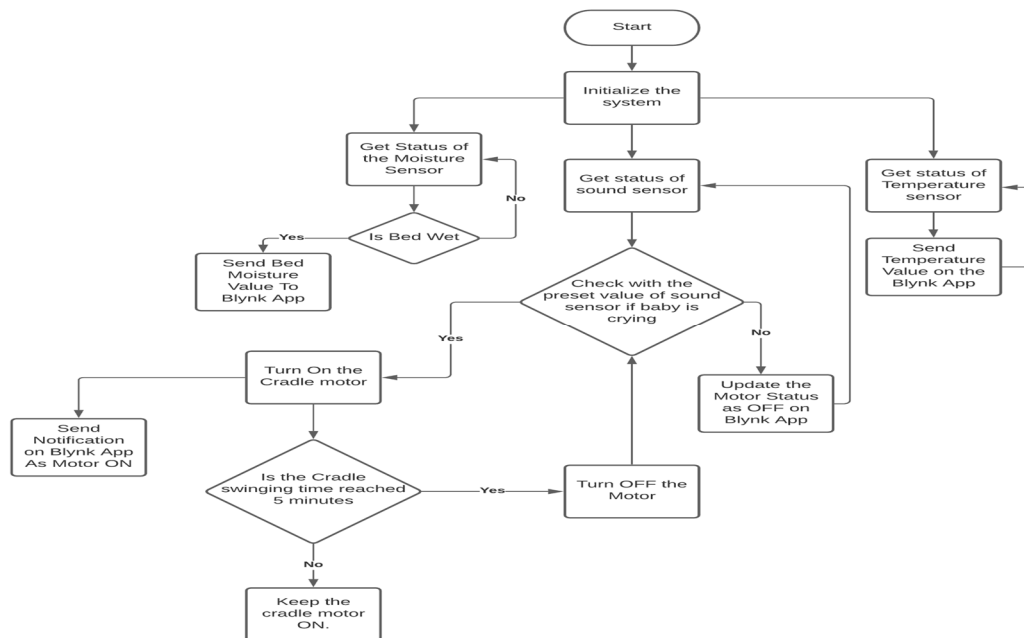 Start
Initialize the
system
Get Status of
the Moisture
Sensor
Get status of
sound sensor
Get status of
Temperature
sensor
No
Is Bed Wet
Yes
Send Bed
Moisture
Value To
Blynk App
Send
Temperature
Value on the
Blynk App
Check with the
preset value of sound
sensor if baby is
crying
No
Yes
Turn On the
Cradle motor
Update the
Motor Status
as OFF on
Blynk App
Send
Notification
on Blynk App
As Motor ON
Is the Cradle
swinging time reached
5 minutes
Yes
Turn OFF the
Motor
No
Keep the
cradle motor
ON.